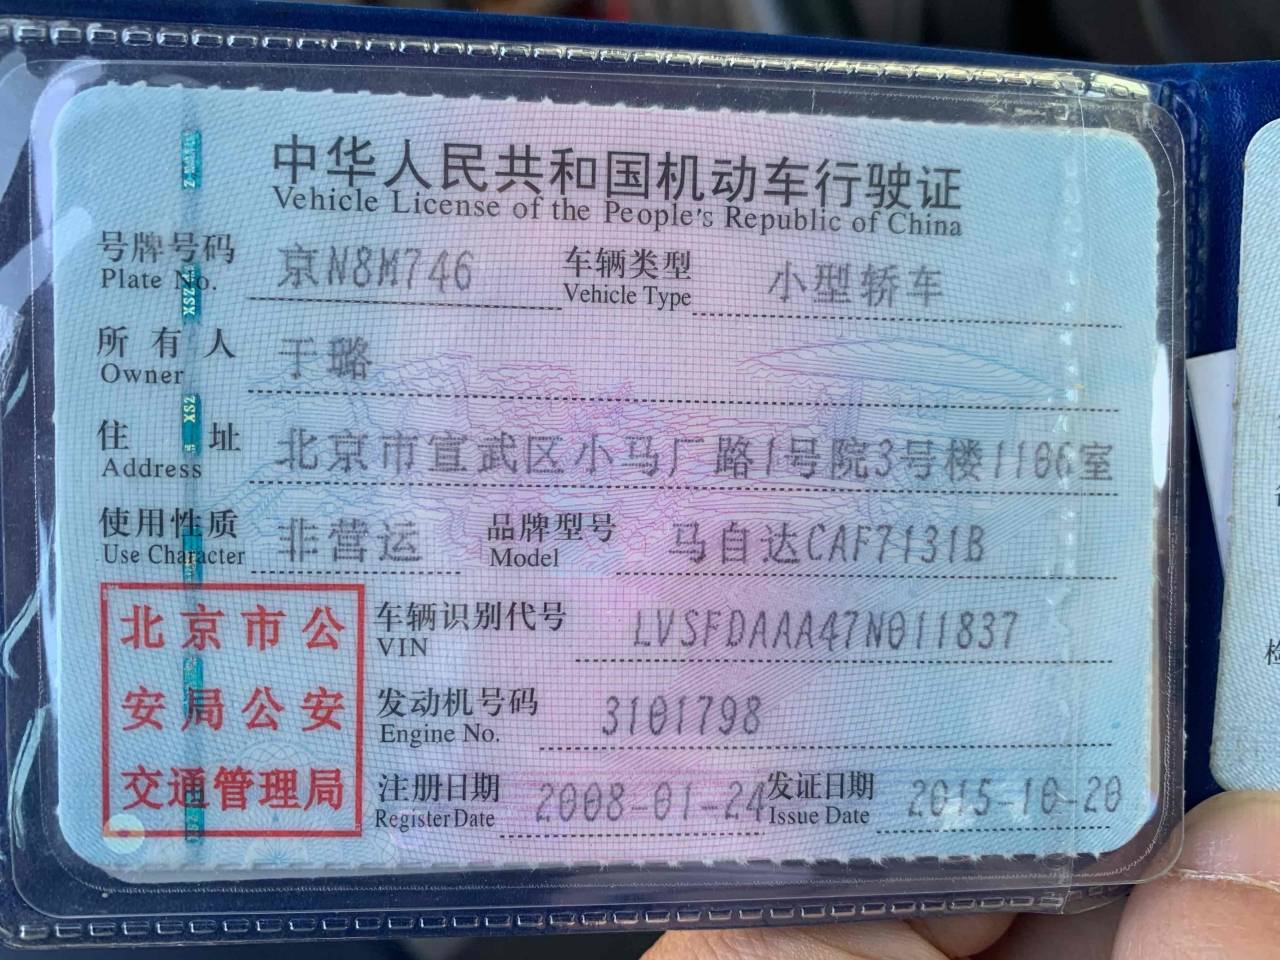 中华人民共和国机动车行驶证
Vehicle License of the People's Republic of China
号牌号码 京N8M746 车辆类型 小型轿车
Plate No. Vehicle Type
所有人 于璐
Owner
住址 北京市宣武区小马厂路1号院3号楼1106室
Address
使用性质 非营运 品牌型号 马自达CAF7131B
Use Character Model
北京市公
安局公安
交通管理局
车辆识别代号 LVSFDAAA47N011837
VIN
发动机号码 3101798
Engine No.
注册日期 2008-01-24 发证日期 2015-10-20
Register Date Issue Date
检